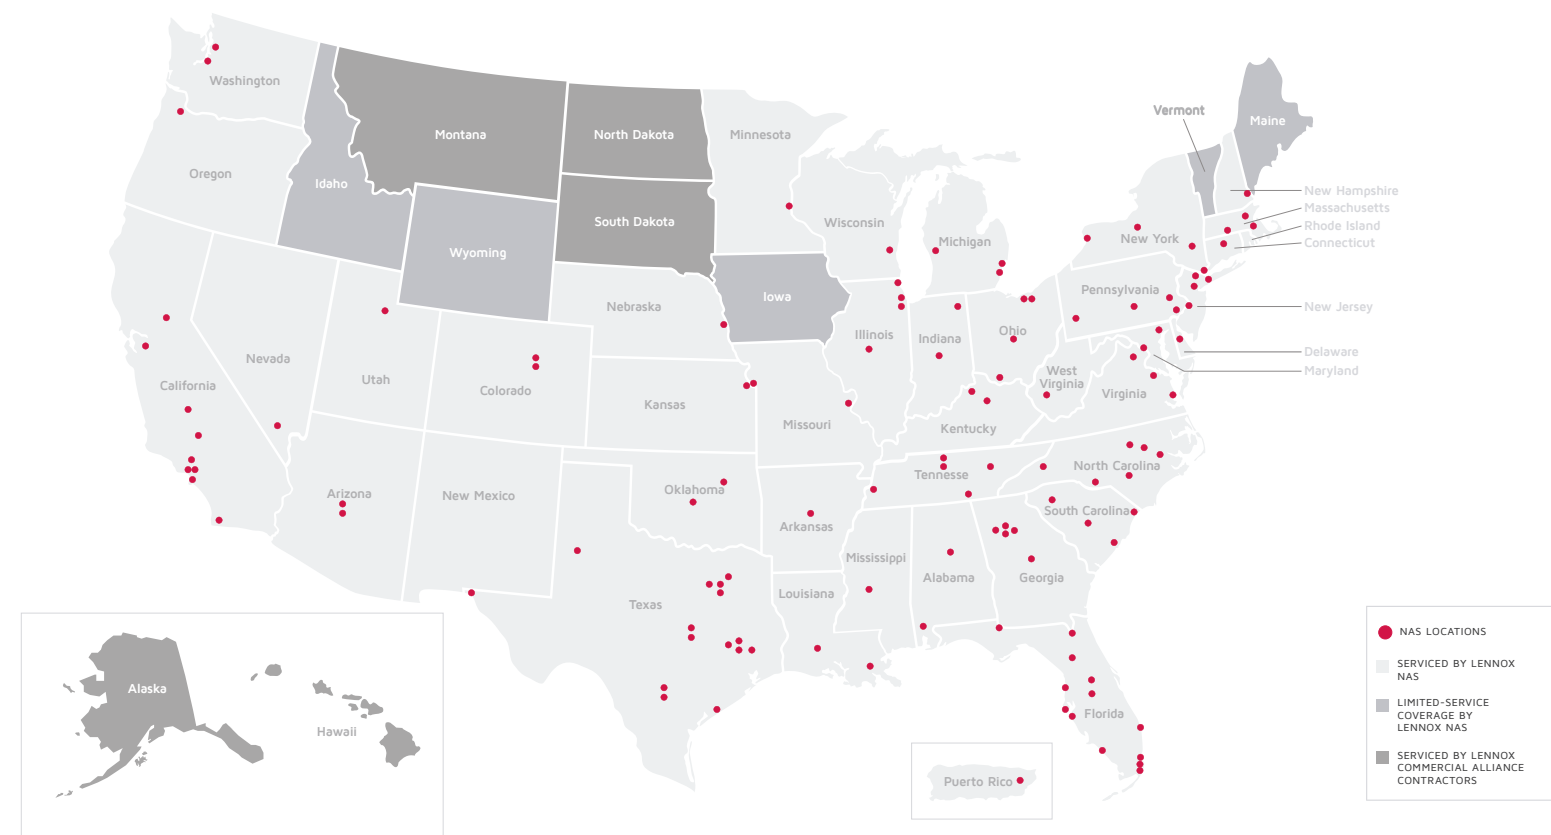 Vermont
Maine
Washington
Montana
North Dakota
Minnesota
Oregon
Idaho
New Hampshire
Massachusetts
South Dakota
Wisconsin
Rhode Island
Michigan
New York
Connecticut
Wyoming
Pennsylvania
Iowa
Nebraska
New Jersey
Ohio
Illinois
Indiana
Nevada
Delaware
Utah
West
Virginia
Maryland
California
Colorado
Virginia
Kansas
Missouri
Kentucky
North Carolina
Tennesse
Oklahoma
Arizona
New Mexico
South Carolina
Arkansas
Mississippi
Alabama
Georgia
Louisiana
Texas
NAS LOCATIONS
SERVICED BY LENNOX
NAS
LIMITED-SERVICE
COVERAGE BY
LENNOX NAS
SERVICED BY LENNOX
COMMERCIAL ALLIANCE
CONTRACTORS
Alaska
Hawaii
Florida
Puerto Rico